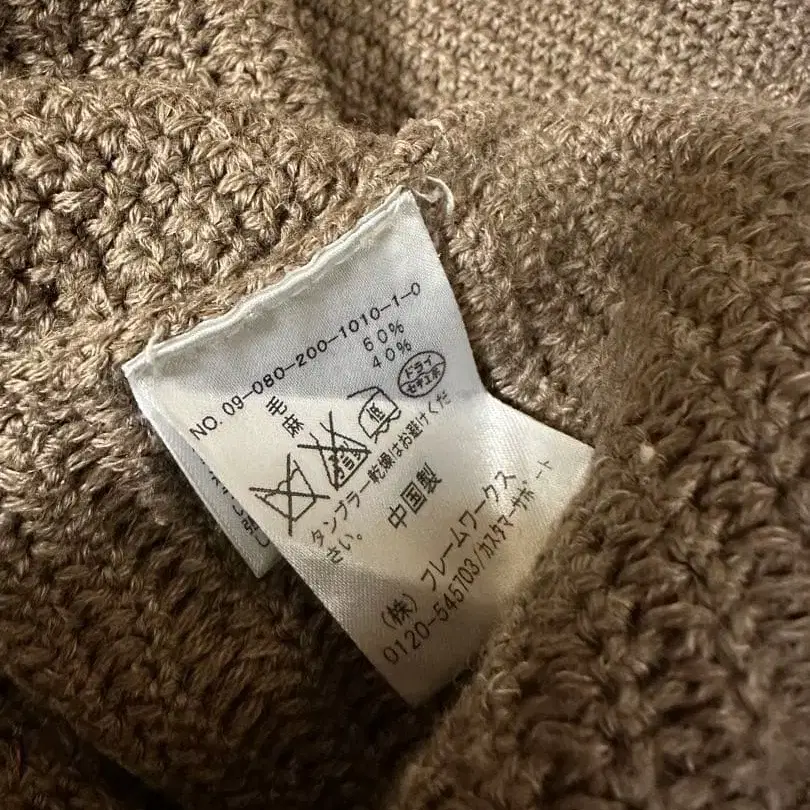 NO. 09-080-200-1010-1-0
毛 60%
麻 40%
低
ドライ
セキユ系
タンブラー乾燥はお避けくだ
さい。
中国製
(株) フレームワークス
0120-545703/カスタマーサポート